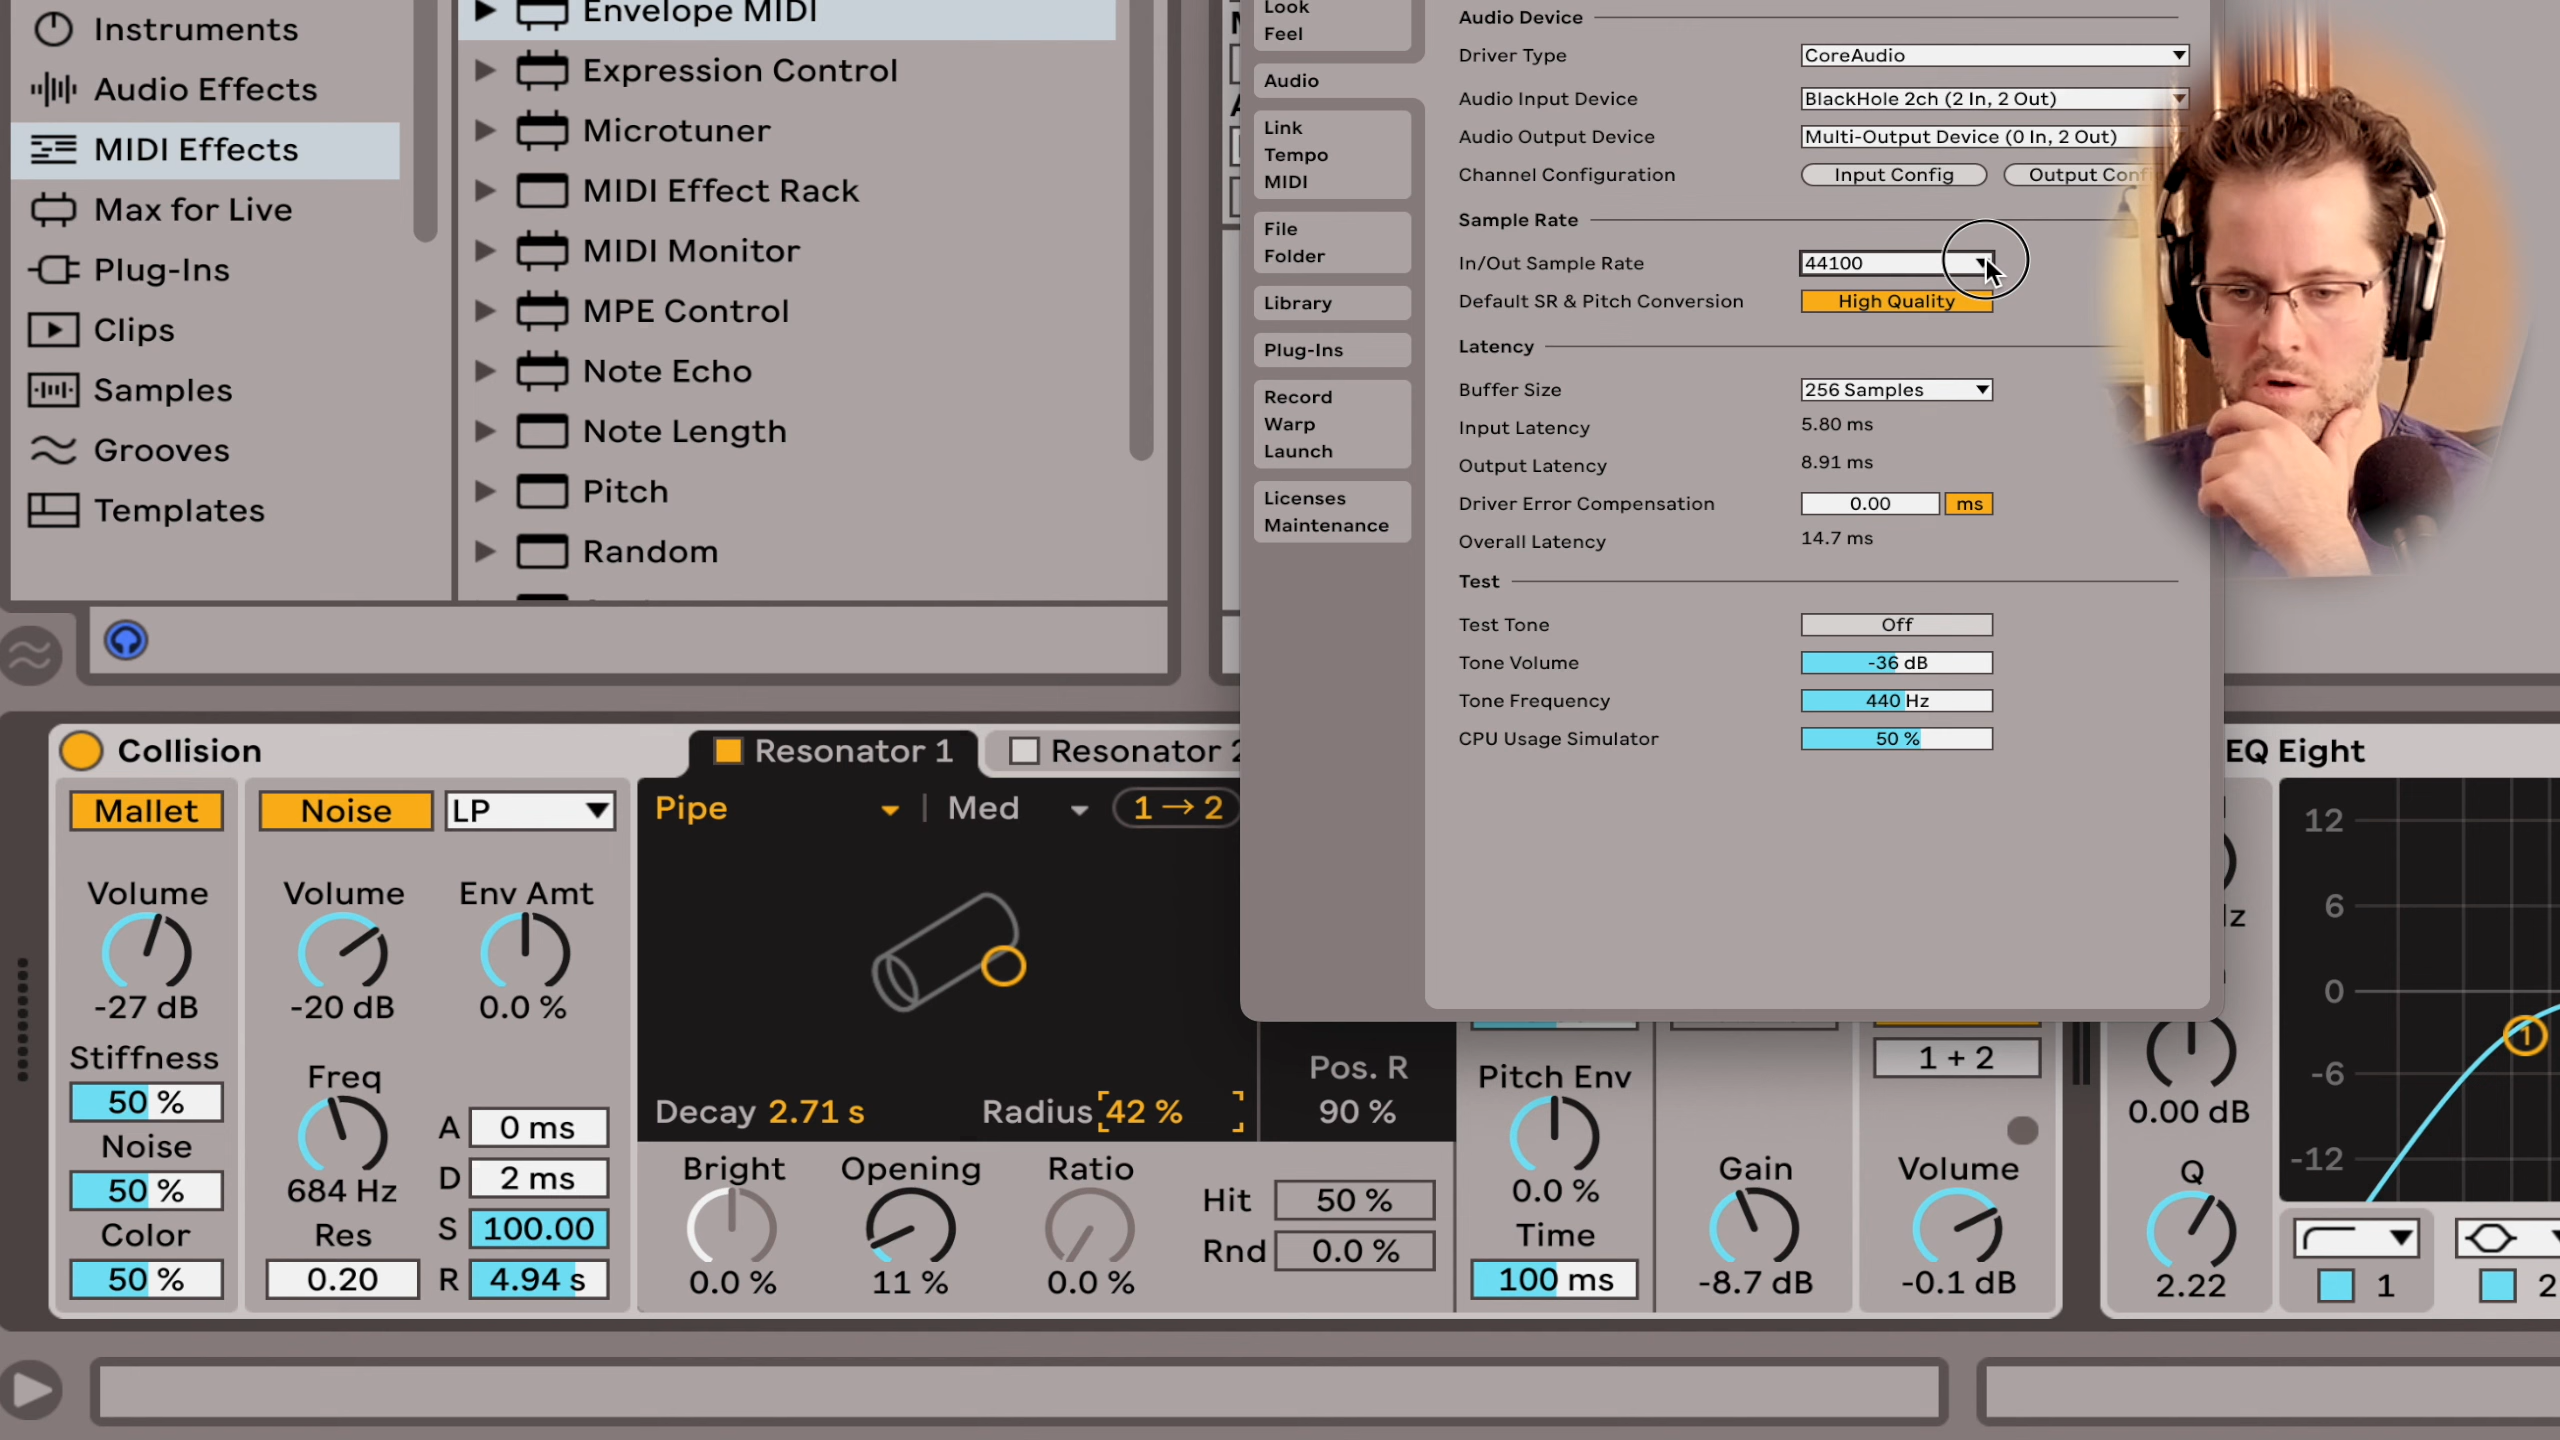 Instruments
Audio Effects
MIDI Effects
Max for Live
Plug-Ins
Clips
Samples
Grooves
Templates
Envelope MIDI
Expression Control
Microtuner
MIDI Effect Rack
MIDI Monitor
MPE Control
Note Echo
Note Length
Pitch
Random
Look
Feel
Audio
Link
Tempo
MIDI
File
Folder
Library
Plug-Ins
Record
Warp
Launch
Licenses
Maintenance
Audio Device
Driver Type CoreAudio
Audio Input Device BlackHole 2ch (2 In, 2 Out)
Audio Output Device Multi-Output Device (0 In, 2 Out)
Channel Configuration Input Config Output
Sample Rate
In/Out Sample Rate 44100
Default SR & Pitch Conversion High Quality
Latency
Buffer Size 256 Samples
Input Latency 5.80 ms
Output Latency 8.91 ms
Driver Error Compensation 0.00 ms
Overall Latency 14.7 ms
Test
Test Tone Off
Tone Volume -36 dB
Tone Frequency 440 Hz
CPU Usage Simulator 50 %
Collision
Mallet
Volume
-27 dB
Stiffness
50 %
Noise
50 %
Color
50 %
Noise LP
Volume Env Amt
-20 dB 0.0 %
Freq
684 Hz
Res
0.20
A 0 ms
D 2 ms
S 100.00
R 4.94 s
Resonator 1 Resonator 2
Pipe Med 1 → 2
Decay 2.71 s Radius 42 %
Pos. R
90 %
Bright Opening Ratio
0.0 % 11 % 0.0 %
Hit 50 %
Rnd 0.0 %
Pitch Env
0.0 %
Time
100 ms
Gain
-8.7 dB
1 + 2
Volume
-0.1 dB
EQ Eight
Hz
0.00 dB
Q
2.22
12
6
0
-6
-12
1
1 2